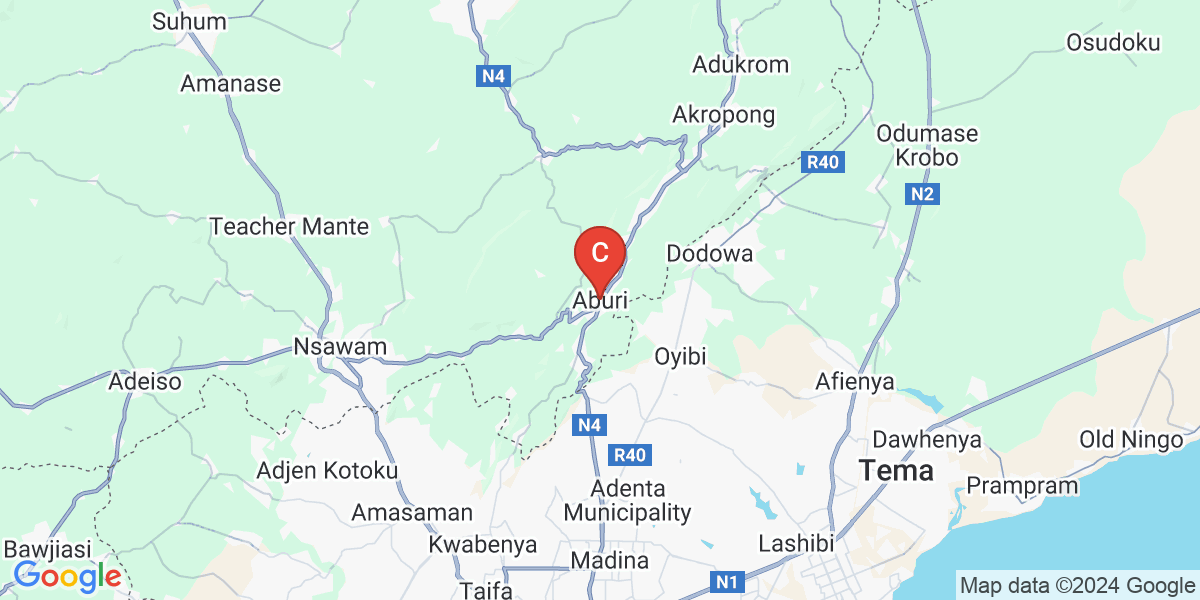 Suhum
Osudoku
Adukrom
N4
Amanase
Akropong
Odumase
Krobo
R40
N2
Teacher Mante
C
Dodowa
Aburi
Nsawam
Oyibi
Adeiso
Afienya
N4
Dawhenya
Old Ningo
R40
Adjen Kotoku
Tema
Adenta
Municipality
Prampram
Amasaman
Kwabenya
Lashibi
Bawjiasi
Madina
Google
Taifa
N1
Map data ©2024 Google